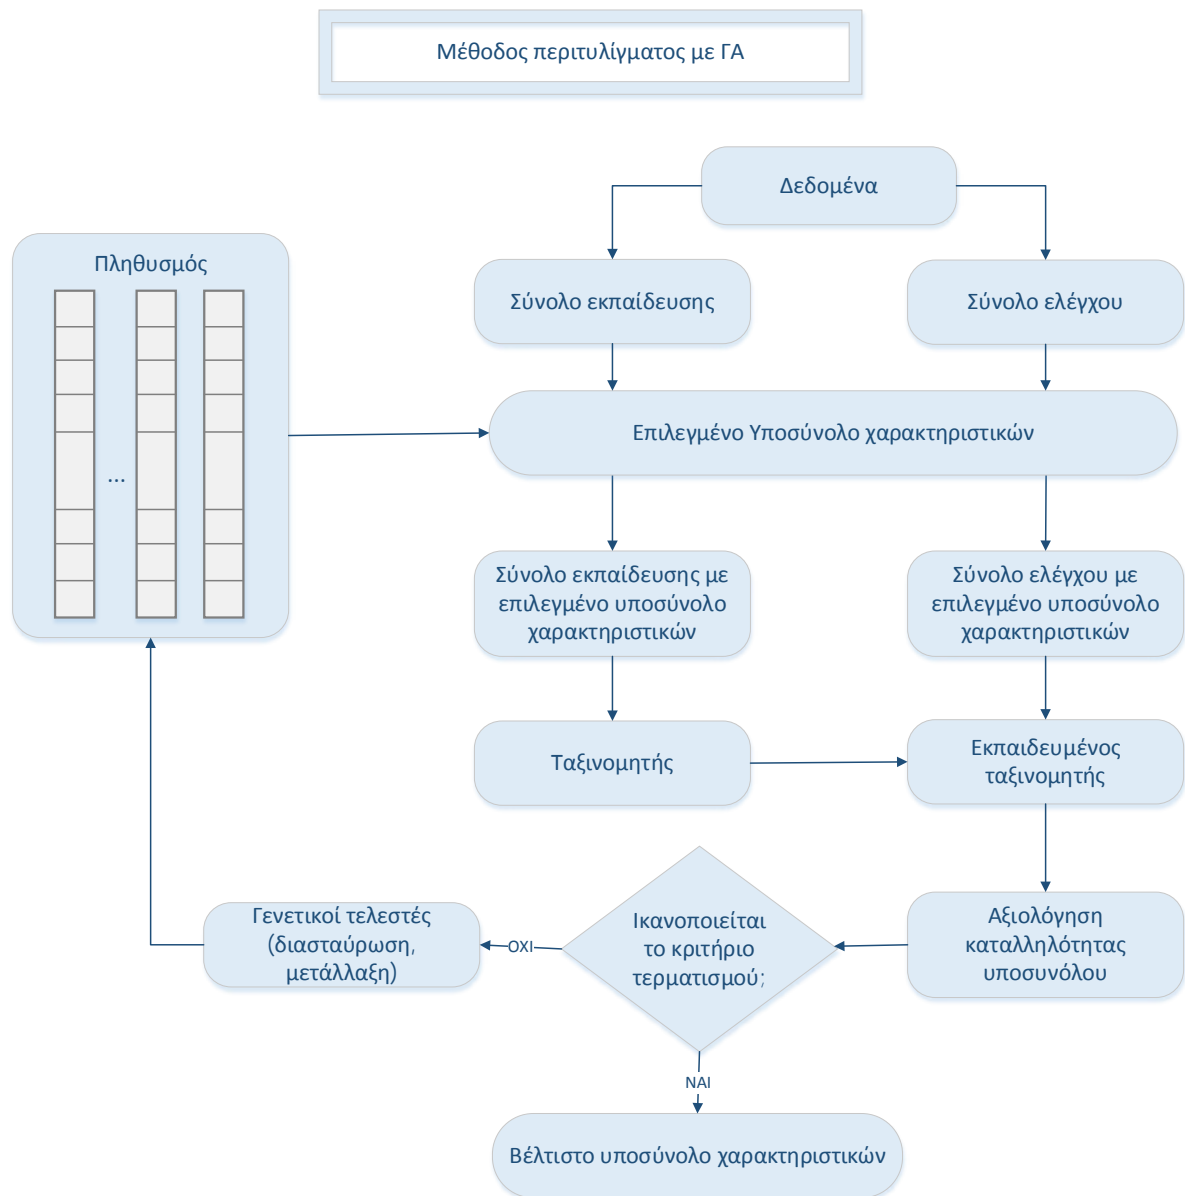 Μέθοδος περιτυλίγματος με ΓΑ
Δεδομένα
Πληθυσμός
...
Σύνολο εκπαίδευσης
Σύνολο ελέγχου
Επιλεγμένο Υποσύνολο χαρακτηριστικών
Σύνολο εκπαίδευσης με
επιλεγμένο υποσύνολο
χαρακτηριστικών
Σύνολο ελέγχου με
επιλεγμένο υποσύνολο
χαρακτηριστικών
Ταξινομητής
Εκπαιδευμένος
ταξινομητής
Γενετικοί τελεστές
(διασταύρωση,
μετάλλαξη)
ΟΧΙ
Ικανοποιείται
το κριτήριο
τερματισμού;
Αξιολόγηση
καταλληλότητας
υποσυνόλου
ΝΑΙ
Βέλτιστο υποσύνολο χαρακτηριστικών